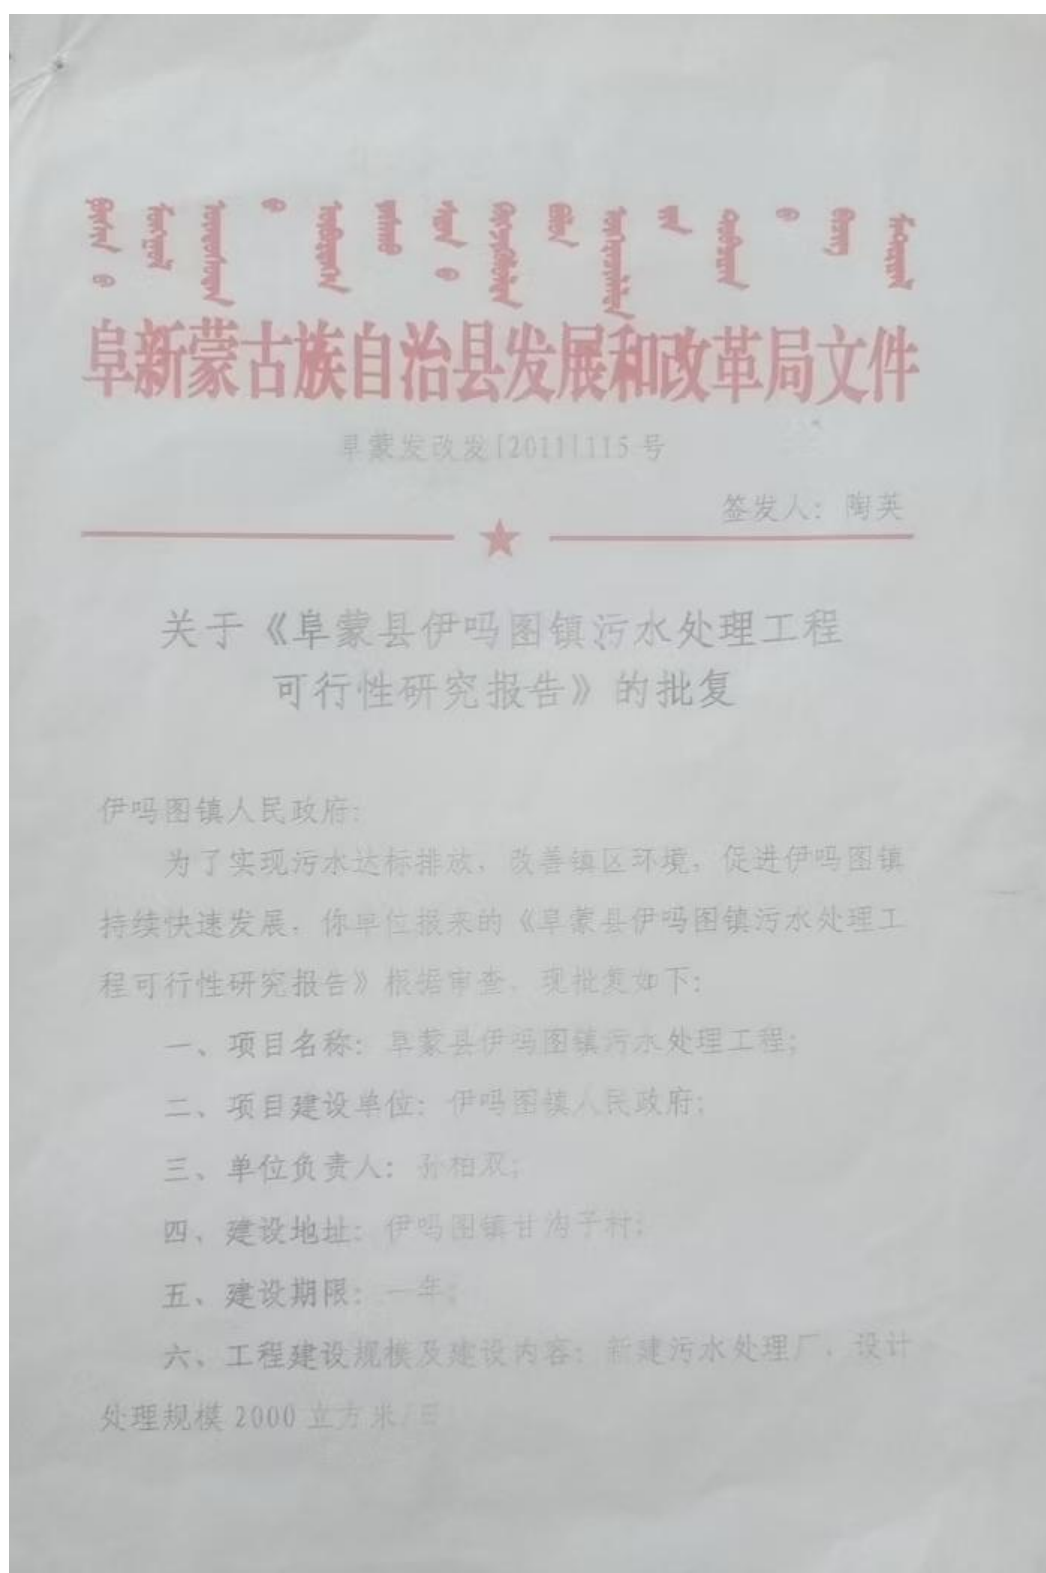 阜新蒙古族自治县发展和改革局文件
阜蒙发改发[2011]115号
签发人：陶英
关于《阜蒙县伊吗图镇污水处理工程
可行性研究报告》的批复
伊吗图镇人民政府：
为了实现污水达标排放，改善镇区环境，促进伊吗图镇
持续快速发展，你单位报来的《阜蒙县伊吗图镇污水处理工
程可行性研究报告》根据审查，现批复如下：
一、项目名称：阜蒙县伊吗图镇污水处理工程；
二、项目建设单位：伊吗图镇人民政府；
三、单位负责人：孙柏双；
四、建设地址：伊吗图镇甘沟子村；
五、建设期限：一年；
六、工程建设规模及建设内容：新建污水处理厂，设计
处理规模2000立方米/日